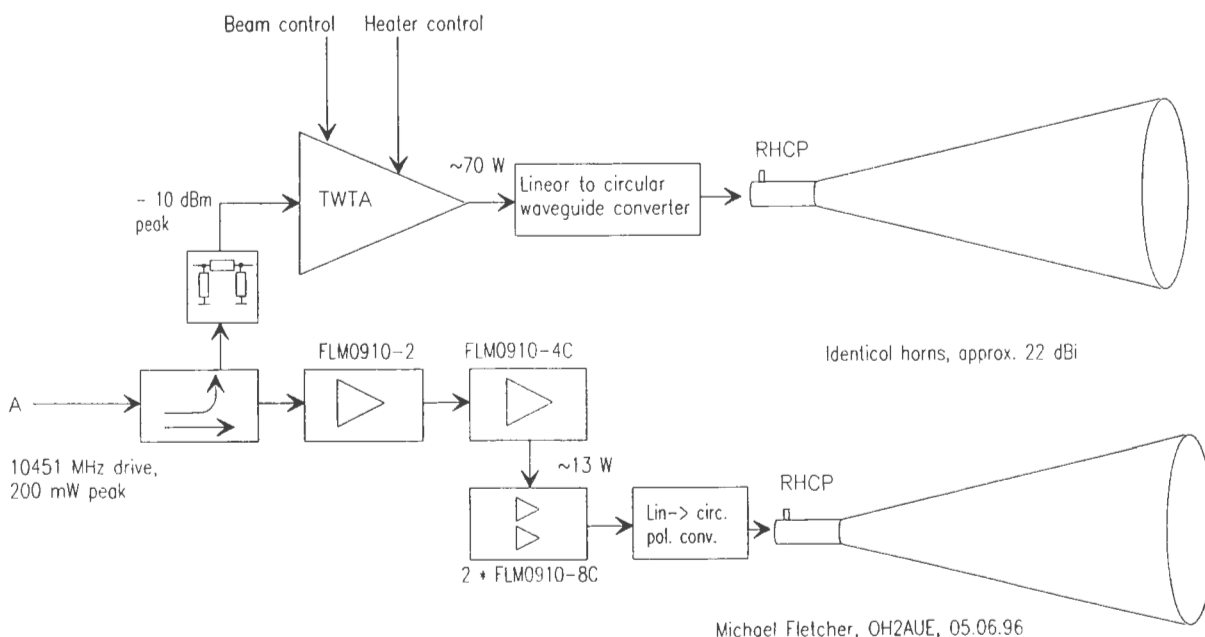 Beam control
Heater control
~70 W
RHCP
- 10 dBm
peak
TWTA
Linear to circular
waveguide converter
FLM0910-2
FLM0910-4C
Identical horns, approx. 22 dBi
A
10451 MHz drive,
200 mW peak
~13 W
RHCP
Lin-> circ.
pol. conv.
2 * FLM0910-8C
Michael Fletcher, OH2AUE, 05.06.96